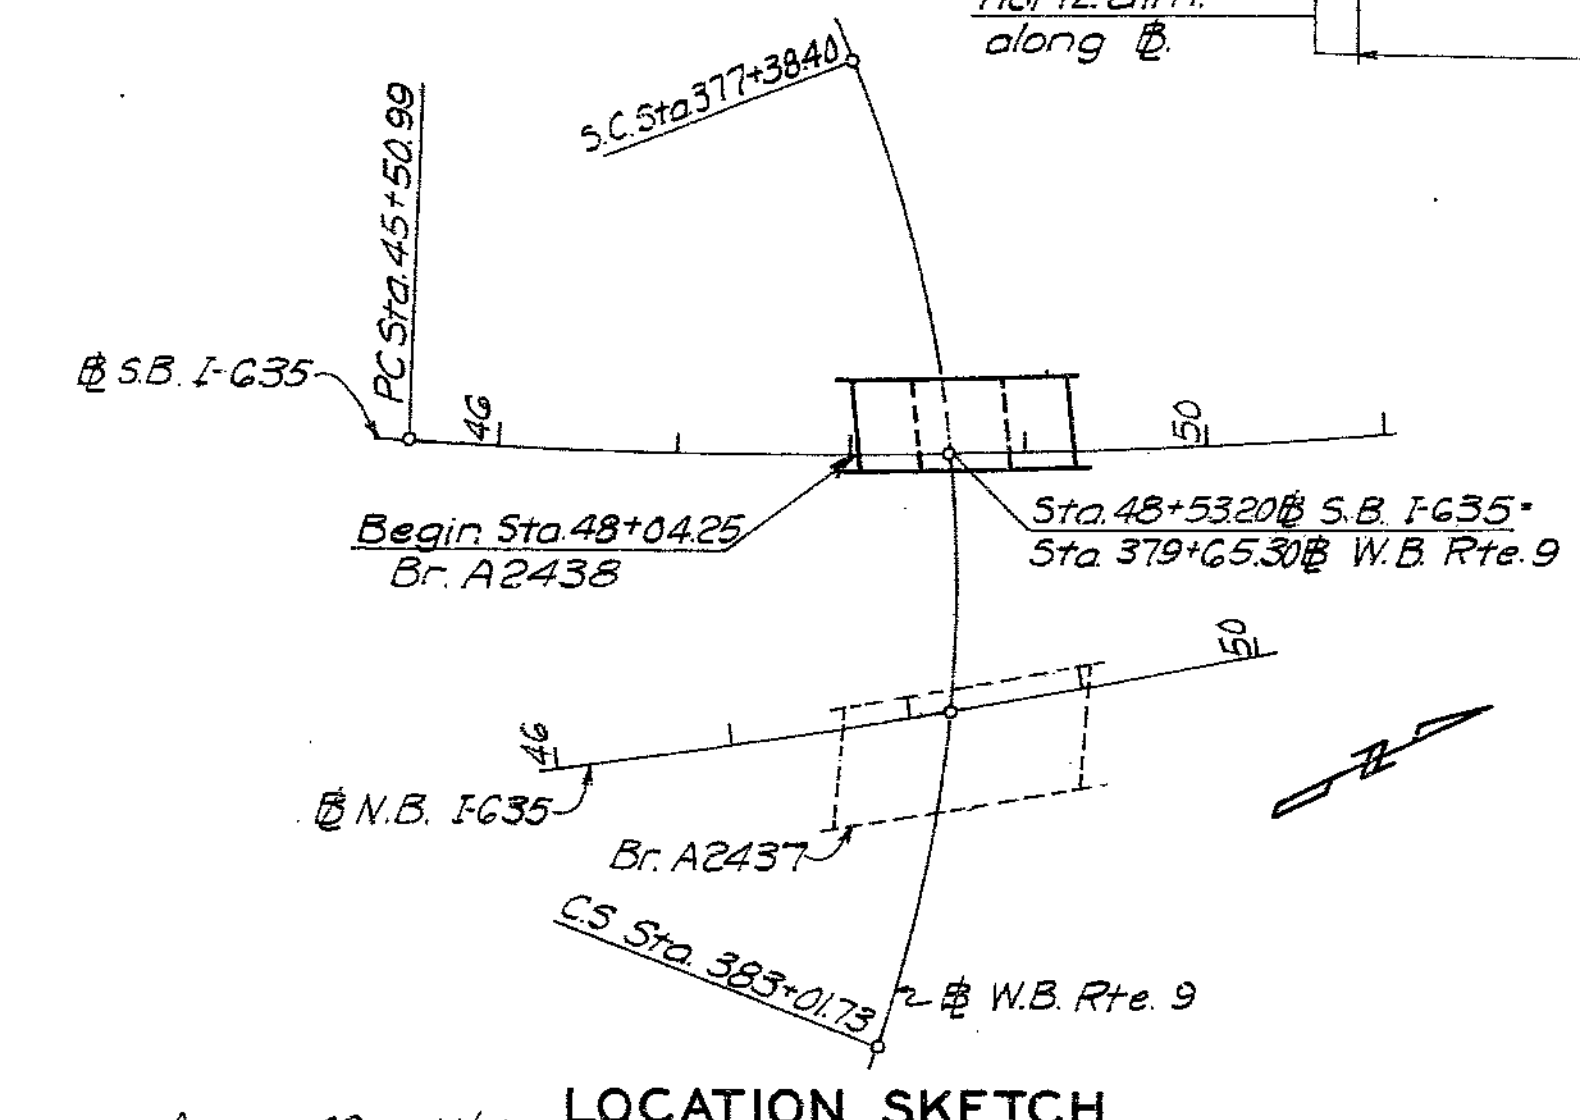 horiz. dim.
along ℄.
S.C. Sta. 377+38.40
PC Sta. 45+50.99
℄ S.B. I-635
46
50
Begin Sta. 48+04.25
Br. A2438
Sta. 48+53.20 ℄ S.B. I-635 =
Sta. 379+65.30 ℄ W.B. Rte. 9
50
46
N
℄ N.B. I-635
Br. A2437
C.S Sta. 383+01.73
℄ W.B. Rte. 9
LOCATION SKETCH